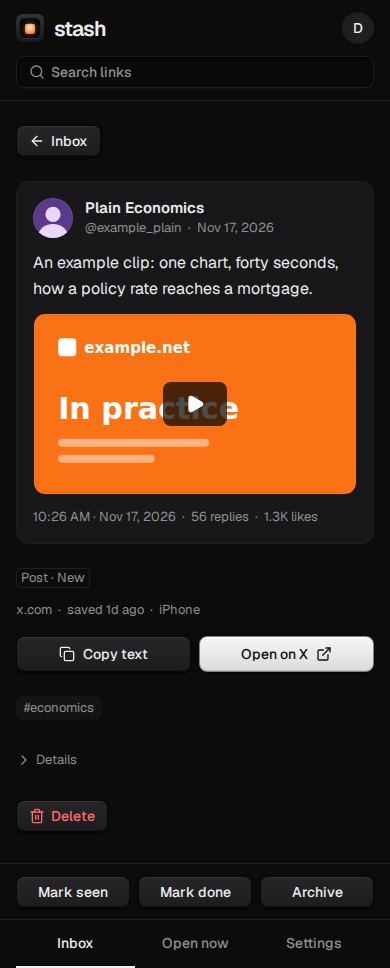 stash
D
Search links
Inbox
Plain Economics
@example_plain · Nov 17, 2026
An example clip: one chart, forty seconds,
how a policy rate reaches a mortgage.
example.net
In practice
10:26 AM · Nov 17, 2026 · 56 replies · 1.3K likes
Post · New
x.com · saved 1d ago · iPhone
Copy text
Open on X
#economics
Details
Delete
Mark seen
Mark done
Archive
Inbox
Open now
Settings